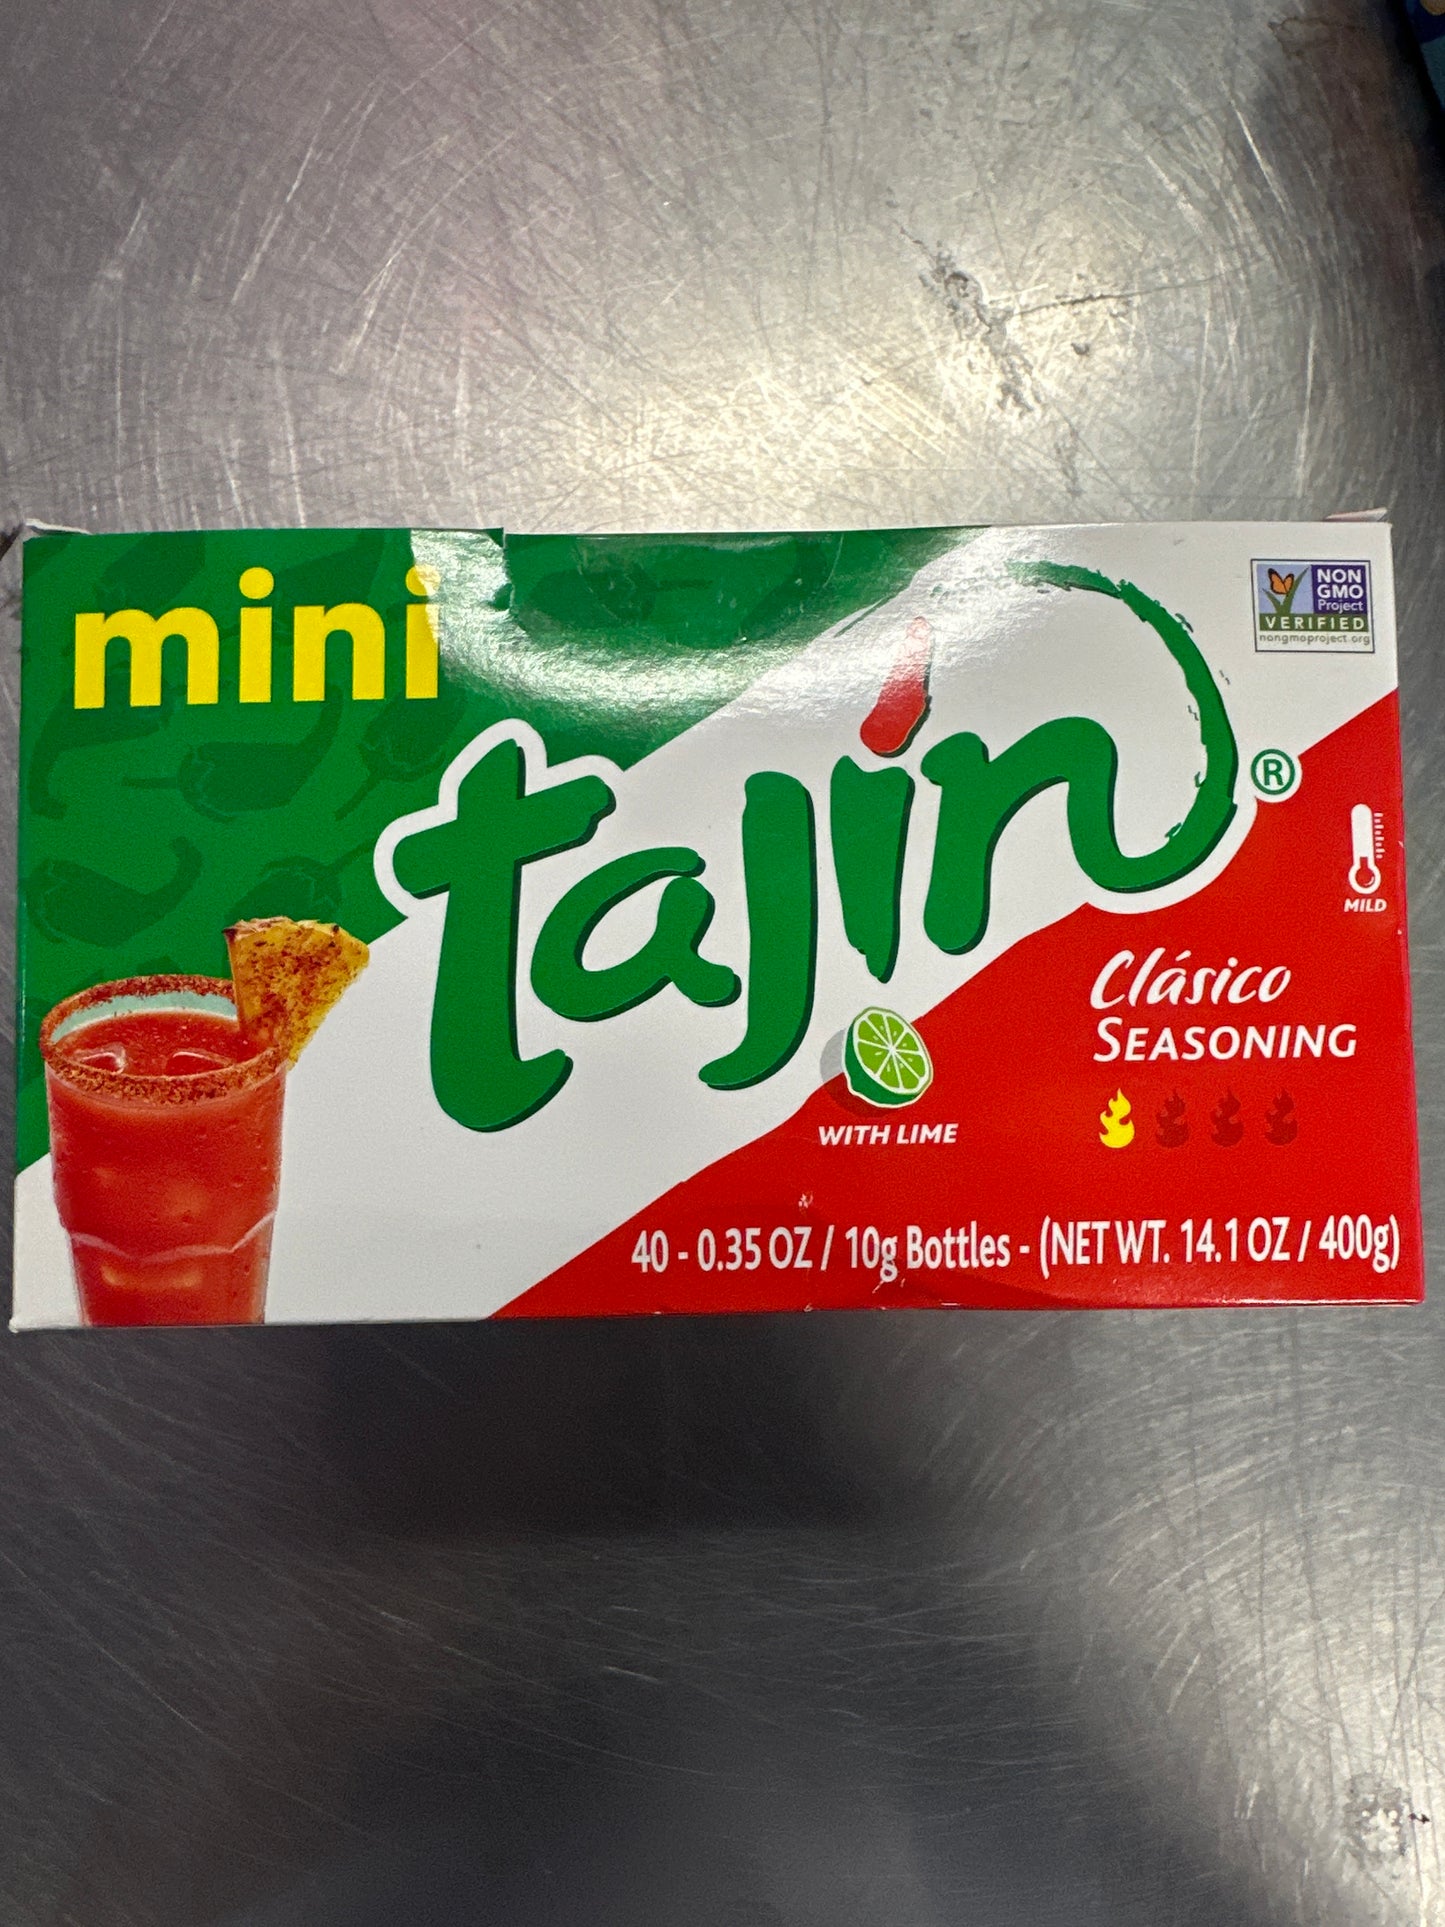 mini
tajín®
NON
GMO
Project
VERIFIED
nongmoproject.org
MILD
Clásico
SEASONING
WITH LIME
40 - 0.35 OZ / 10g Bottles - (NET WT. 14.1 OZ / 400g)